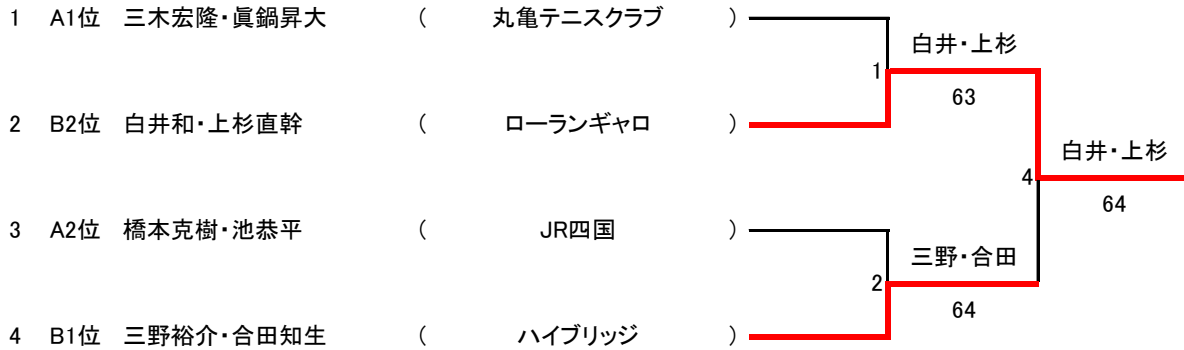 1 A1位 三木宏隆・眞鍋昇大 ( 丸亀テニスクラブ )
白井・上杉
1
63
2 B2位 白井和・上杉直幹 ( ローランギャロ )
白井・上杉
4
64
3 A2位 橋本克樹・池恭平 ( JR四国 )
三野・合田
2
64
4 B1位 三野裕介・合田知生 ( ハイブリッジ )